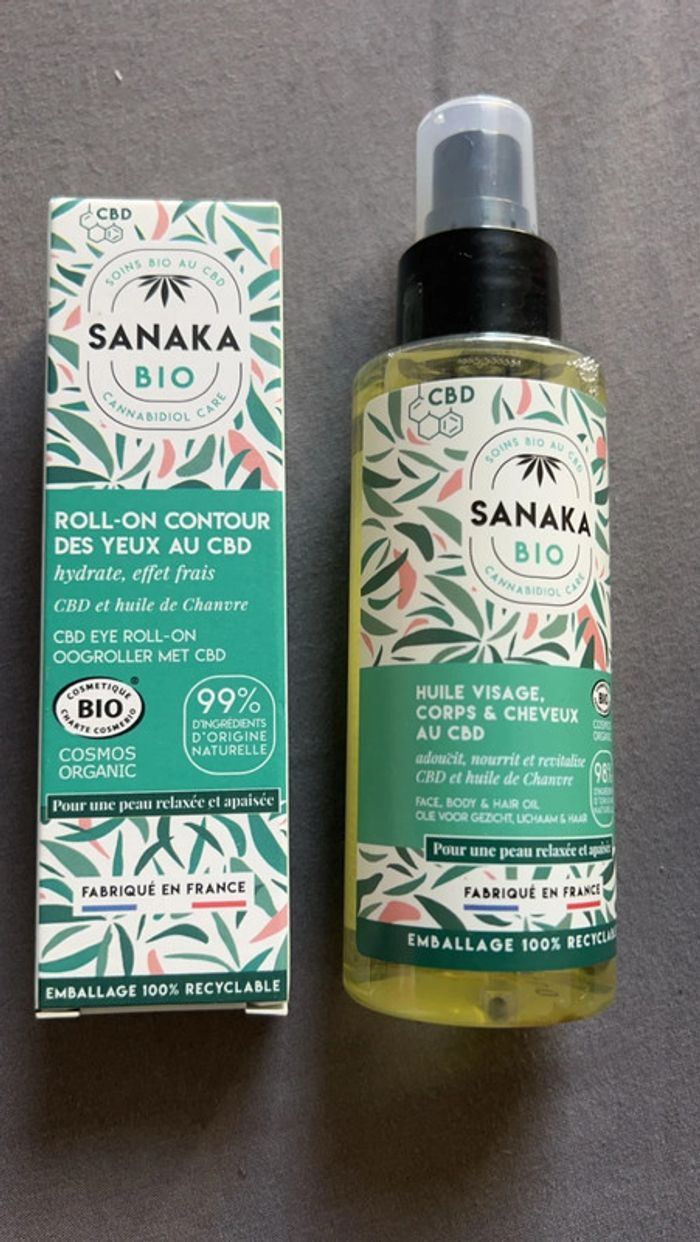 CBD
SOINS BIO AU CBD
SANAKA
BIO
CANNABIDIOL CARE
ROLL-ON CONTOUR
DES YEUX AU CBD
hydrate, effet frais
CBD et huile de Chanvre
CBD EYE ROLL-ON
OOGROLLER MET CBD
COSMETIQUE
BIO
CHARTE COSMEBIO
®
COSMOS
ORGANIC
99%
D'INGRÉDIENTS
D'ORIGINE
NATURELLE
Pour une peau relaxée et apaisée
FABRIQUÉ EN FRANCE
EMBALLAGE 100% RECYCLABLE
CBD
SOINS BIO AU CBD
SANAKA
BIO
CANNABIDIOL CARE
HUILE VISAGE,
CORPS & CHEVEUX
AU CBD
adoucit, nourrit et revitalise
CBD et huile de Chanvre
FACE, BODY & HAIR OIL
OLIE VOOR GEZICHT, LICHAAM & HAAR
BIO
98%
Pour une peau relaxée et
FABRIQUÉ EN FRANCE
EMBALLAGE 100%